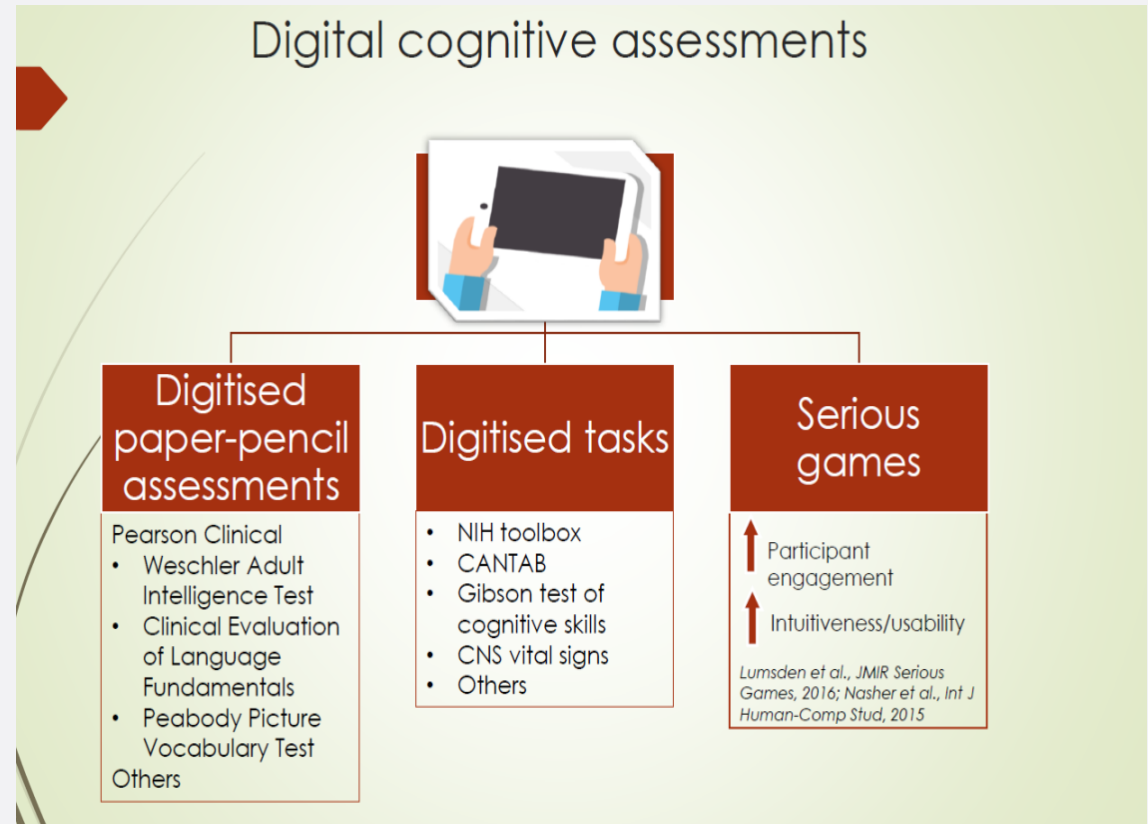 Digital cognitive assessments
Digitised
paper-pencil
assessments
Pearson Clinical
• Weschler Adult
Intelligence Test
• Clinical Evaluation
of Language
Fundamentals
• Peabody Picture
Vocabulary Test
Others
Digitised tasks
• NIH toolbox
• CANTAB
• Gibson test of
cognitive skills
• CNS vital signs
• Others
Serious
games
Participant
engagement
Intuitiveness/usability
Lumsden et al., JMIR Serious
Games, 2016; Nasher et al., Int J
Human-Comp Stud, 2015